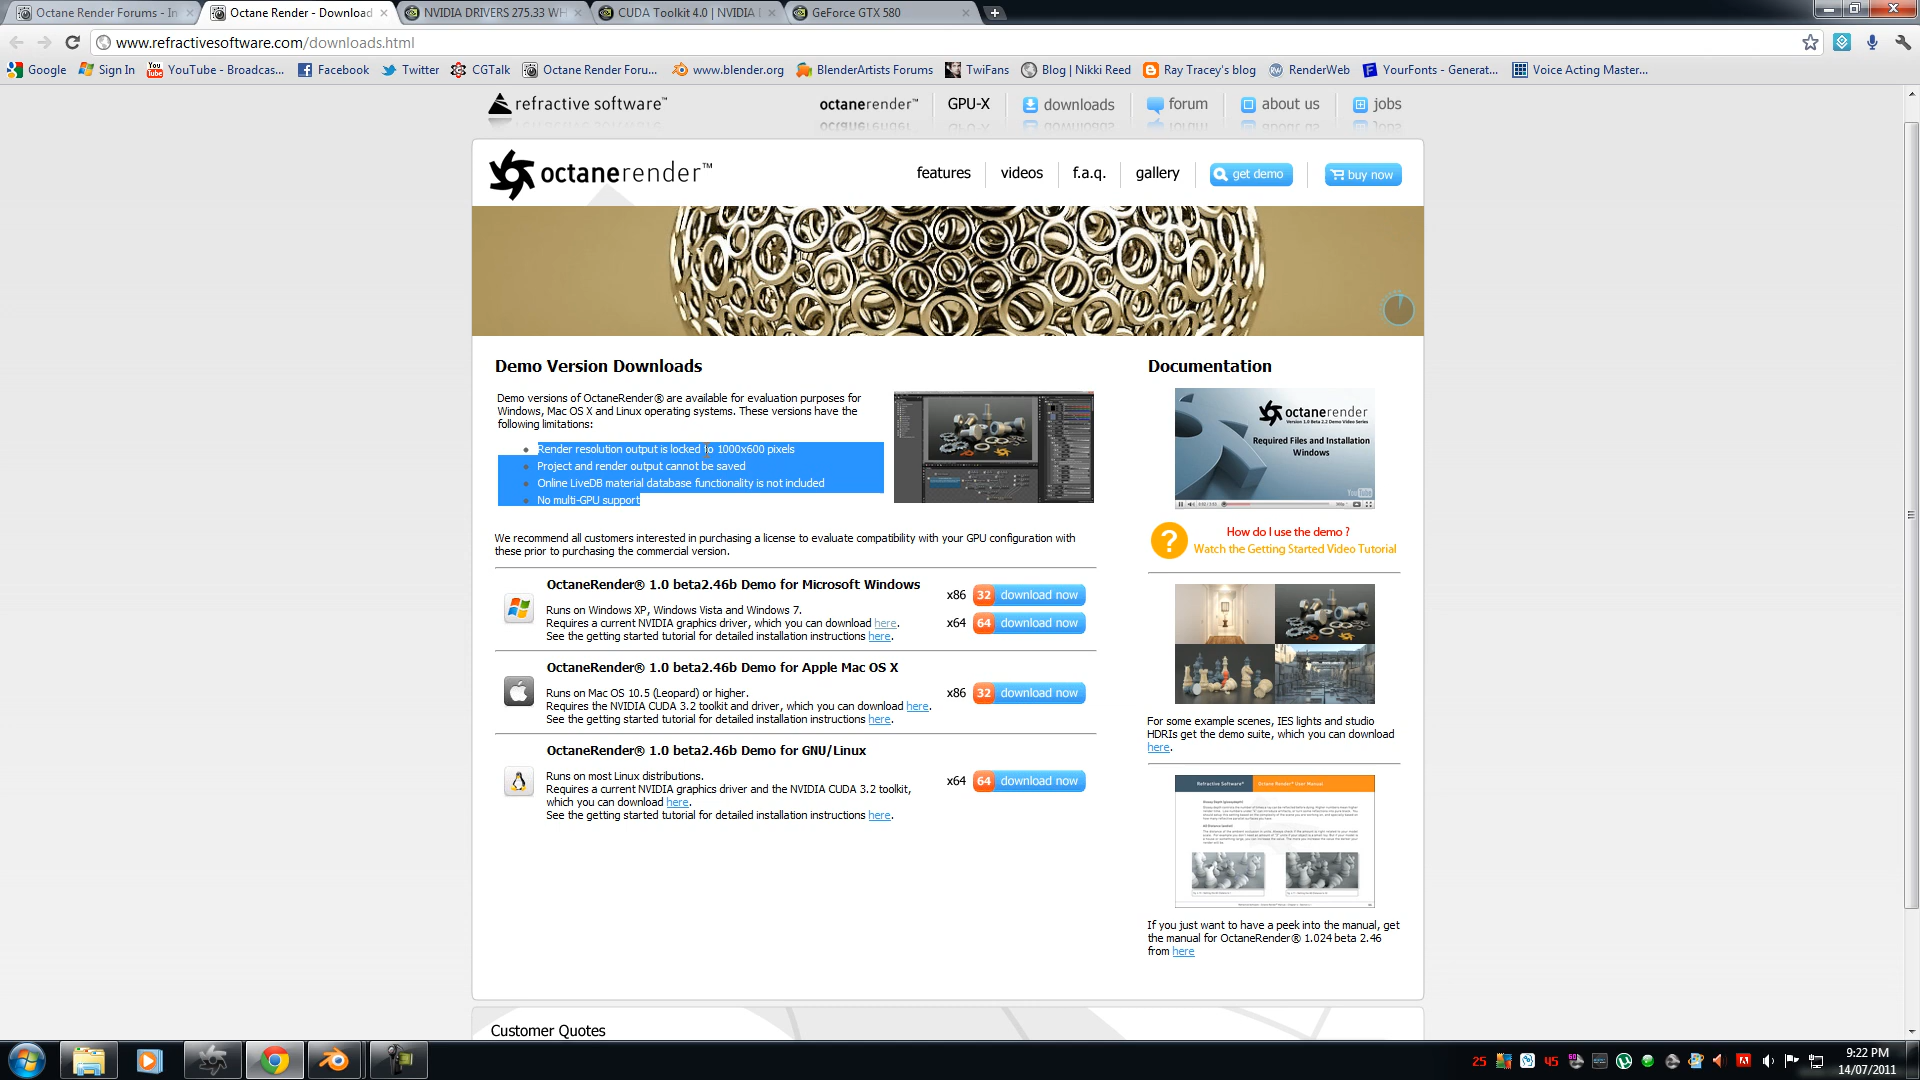 Octane Render Forums - In
Octane Render - Download
NVIDIA DRIVERS 275.33 WH
CUDA Toolkit 4.0 | NVIDIA
GeForce GTX 580
www.refractivesoftware.com/downloads.html
Google
Sign In
YouTube - Broadcas...
Facebook
Twitter
CGTalk
Octane Render Foru...
www.blender.org
BlenderArtists Forums
TwiFans
Blog | Nikki Reed
Ray Tracey's blog
RenderWeb
YourFonts - Generat...
Voice Acting Master...
refractive software™
octanerender™
GPU-X
downloads
forum
about us
jobs
octanerender™
features
videos
f.a.q.
gallery
get demo
buy now
Demo Version Downloads
Demo versions of OctaneRender® are available for evaluation purposes for
Windows, Mac OS X and Linux operating systems. These versions have the
following limitations:
Render resolution output is locked to 1000x600 pixels
Project and render output cannot be saved
Online LiveDB material database functionality is not included
No multi-GPU support
We recommend all customers interested in purchasing a license to evaluate compatibility with your GPU configuration with
these prior to purchasing the commercial version.
OctaneRender® 1.0 beta2.46b Demo for Microsoft Windows
Runs on Windows XP, Windows Vista and Windows 7.
Requires a current NVIDIA graphics driver, which you can download here.
See the getting started tutorial for detailed installation instructions here.
x86 32 download now
x64 64 download now
OctaneRender® 1.0 beta2.46b Demo for Apple Mac OS X
Runs on Mac OS 10.5 (Leopard) or higher.
Requires the NVIDIA CUDA 3.2 toolkit and driver, which you can download here.
See the getting started tutorial for detailed installation instructions here.
x86 32 download now
OctaneRender® 1.0 beta2.46b Demo for GNU/Linux
Runs on most Linux distributions.
Requires a current NVIDIA graphics driver and the NVIDIA CUDA 3.2 toolkit,
which you can download here.
See the getting started tutorial for detailed installation instructions here.
x64 64 download now
Documentation
octanerender
Version 1.0 Beta 2.2 Demo Video Series
Required Files and Installation
Windows
YouTube
How do I use the demo ?
Watch the Getting Started Video Tutorial
For some example scenes, IES lights and studio
HDRIs get the demo suite, which you can download
here.
Refractive Software®
Octane Render® User Manual
If you just want to have a peek into the manual, get
the manual for OctaneRender® 1.024 beta 2.46
from here
Customer Quotes
25
45
9:22 PM
14/07/2011